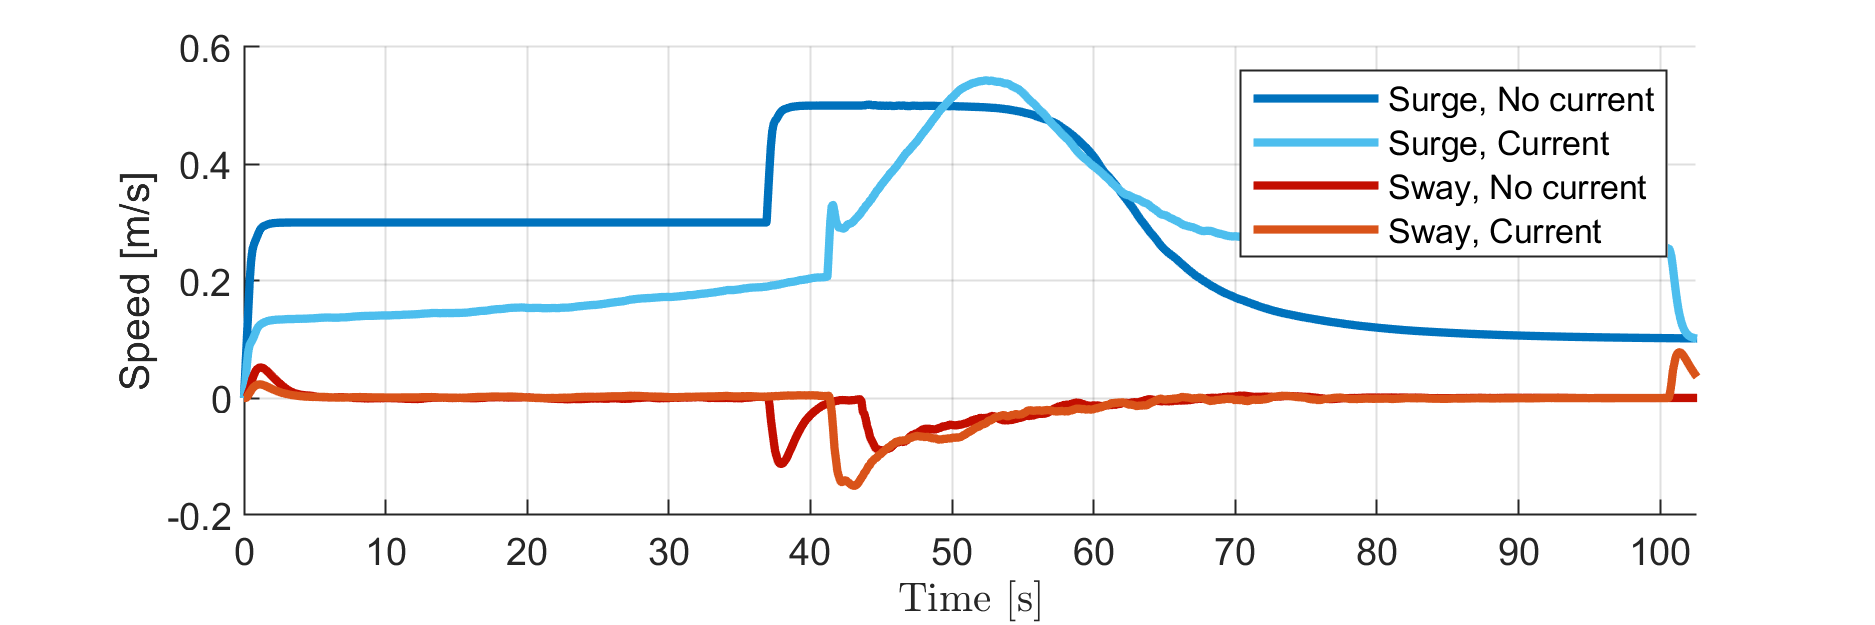 0.6
0.4
0.2
0
-0.2
Speed [m/s]
Surge, No current
Surge, Current
Sway, No current
Sway, Current
0 10 20 30 40 50 60 70 80 90 100
Time [s]